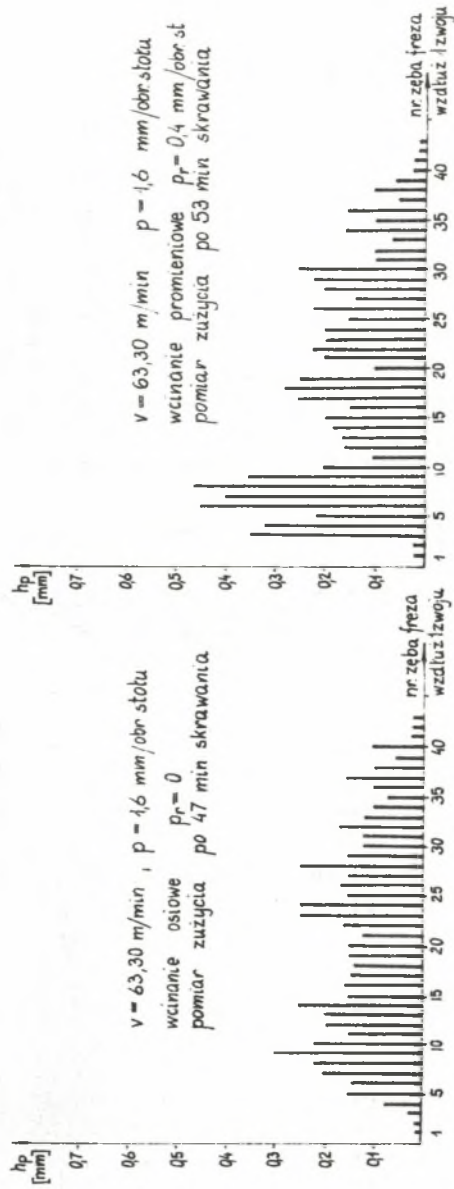 hp
[mm]
0,7
0,6
0,5
0,4
0,3
0,2
0,1
v = 63,30 m/min , p = 1,6 mm/obr. stołu
wcinanie osiowe pr = 0
pomiar zużycia po 47 min skrawania
1 5 10 15 20 25 30 35 40
nr. zęba freza
wzdłuż 1 zwoju
hp
[mm]
0,7
0,6
0,5
0,4
0,3
0,2
0,1
v = 63,30 m/min p = 1,6 mm/obr. stołu
wcinanie promieniowe pr = 0,4 mm/obr. st
pomiar zużycia po 53 min skrawania
1 5 10 15 20 25 30 35 40
nr. zęba freza
wzdłuż 1 zwoju